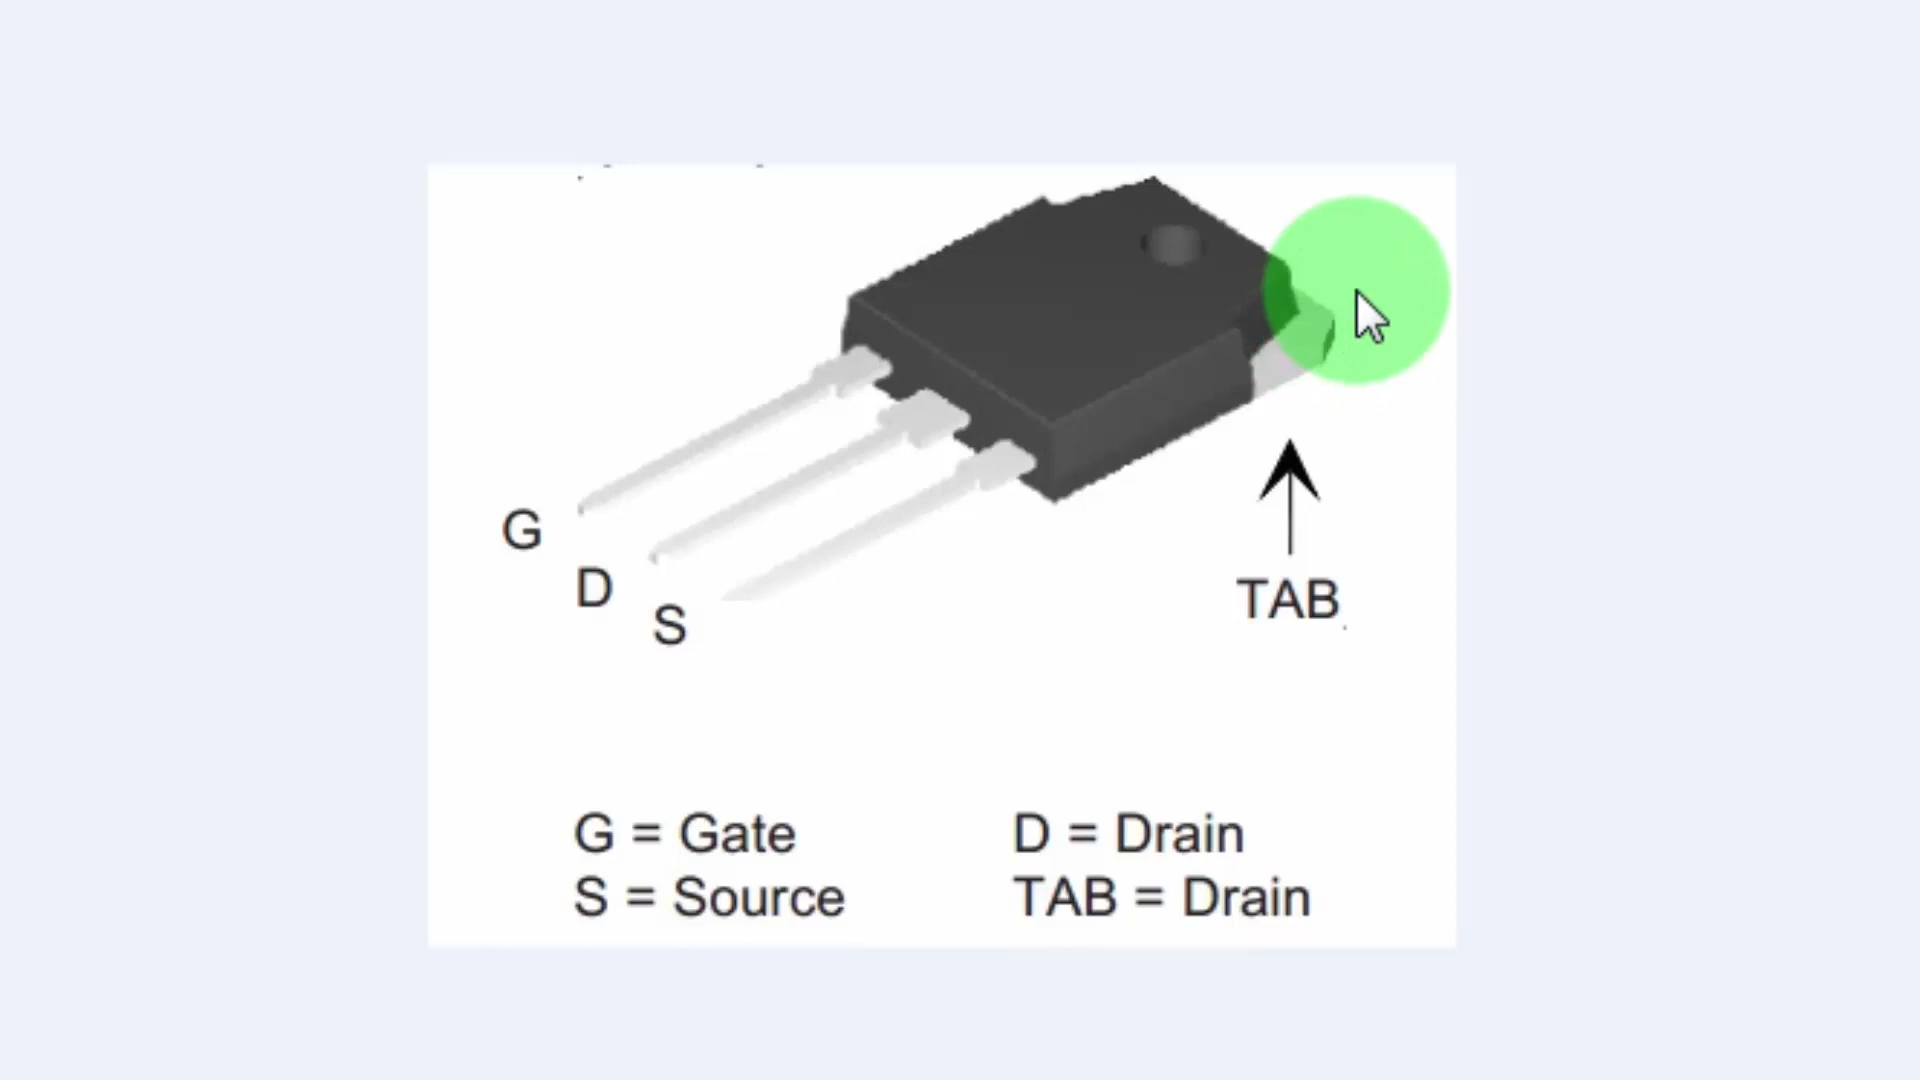 G
D
S
TAB
G = Gate D = Drain
S = Source TAB = Drain